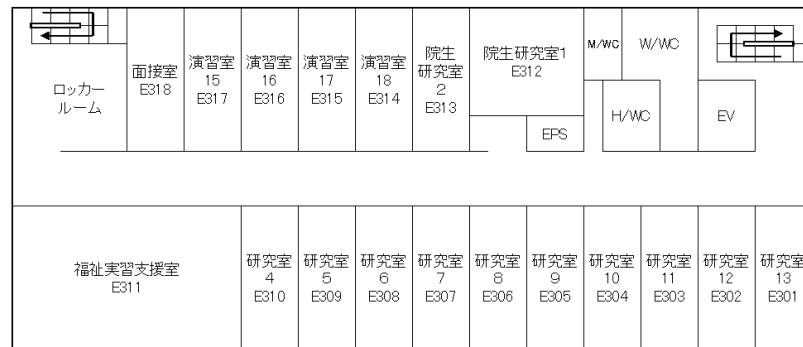 ロッカー
ルーム
面接室
E318
演習室
15
E317
演習室
16
E316
演習室
17
E315
演習室
18
E314
院生
研究室
2
E313
院生研究室1
E312
EPS
M/WC
W/WC
H/WC
EV
福祉実習支援室
E311
研究室
4
E310
研究室
5
E309
研究室
6
E308
研究室
7
E307
研究室
8
E306
研究室
9
E305
研究室
10
E304
研究室
11
E303
研究室
12
E302
研究室
13
E301